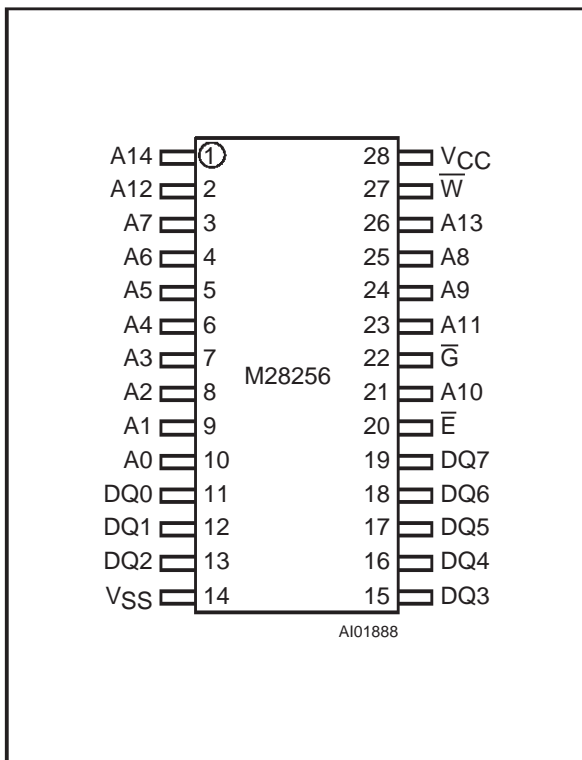 A14 1 28 VCC
A12 2 27 W̅
A7 3 26 A13
A6 4 25 A8
A5 5 24 A9
A4 6 23 A11
A3 7 22 G̅
M28256
A2 8 21 A10
A1 9 20 E̅
A0 10 19 DQ7
DQ0 11 18 DQ6
DQ1 12 17 DQ5
DQ2 13 16 DQ4
VSS 14 15 DQ3
AI01888